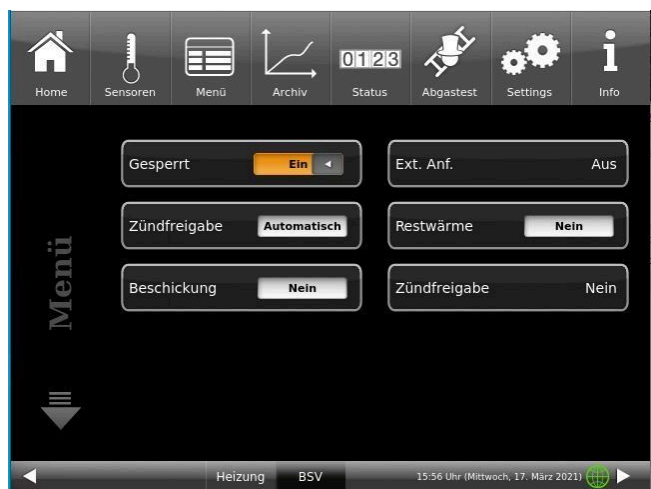 0123
Home Sensoren Menü Archiv Status Abgastest Settings Info
Gesperrt Ein Ext. Anf. Aus
Zündfreigabe Automatisch Restwärme Nein
Beschickung Nein Zündfreigabe Nein
Menü
Heizung BSV 15:56 Uhr (Mittwoch, 17. März 2021)